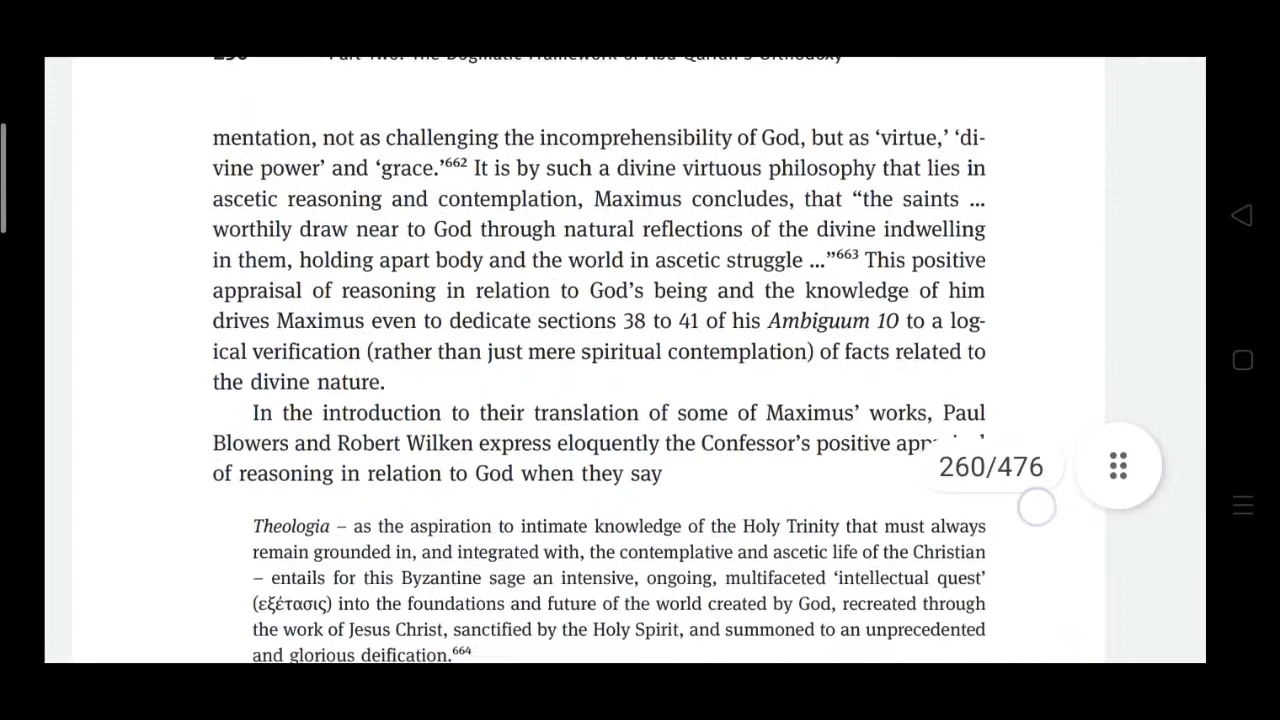 mentation, not as challenging the incomprehensibility of God, but as ‘virtue,’ ‘di-
vine power’ and ‘grace.’⁶⁶² It is by such a divine virtuous philosophy that lies in
ascetic reasoning and contemplation, Maximus concludes, that “the saints ...
worthily draw near to God through natural reflections of the divine indwelling
in them, holding apart body and the world in ascetic struggle ...”⁶⁶³ This positive
appraisal of reasoning in relation to God’s being and the knowledge of him
drives Maximus even to dedicate sections 38 to 41 of his Ambiguum 10 to a log-
ical verification (rather than just mere spiritual contemplation) of facts related to
the divine nature.
In the introduction to their translation of some of Maximus’ works, Paul
Blowers and Robert Wilken express eloquently the Confessor’s positive
of reasoning in relation to God when they say
260/476
Theologia – as the aspiration to intimate knowledge of the Holy Trinity that must always
remain grounded in, and integrated with, the contemplative and ascetic life of the Christian
– entails for this Byzantine sage an intensive, ongoing, multifaceted ‘intellectual quest’
(εξέτασις) into the foundations and future of the world created by God, recreated through
the work of Jesus Christ, sanctified by the Holy Spirit, and summoned to an unprecedented
and glorious deification.⁶⁶⁴